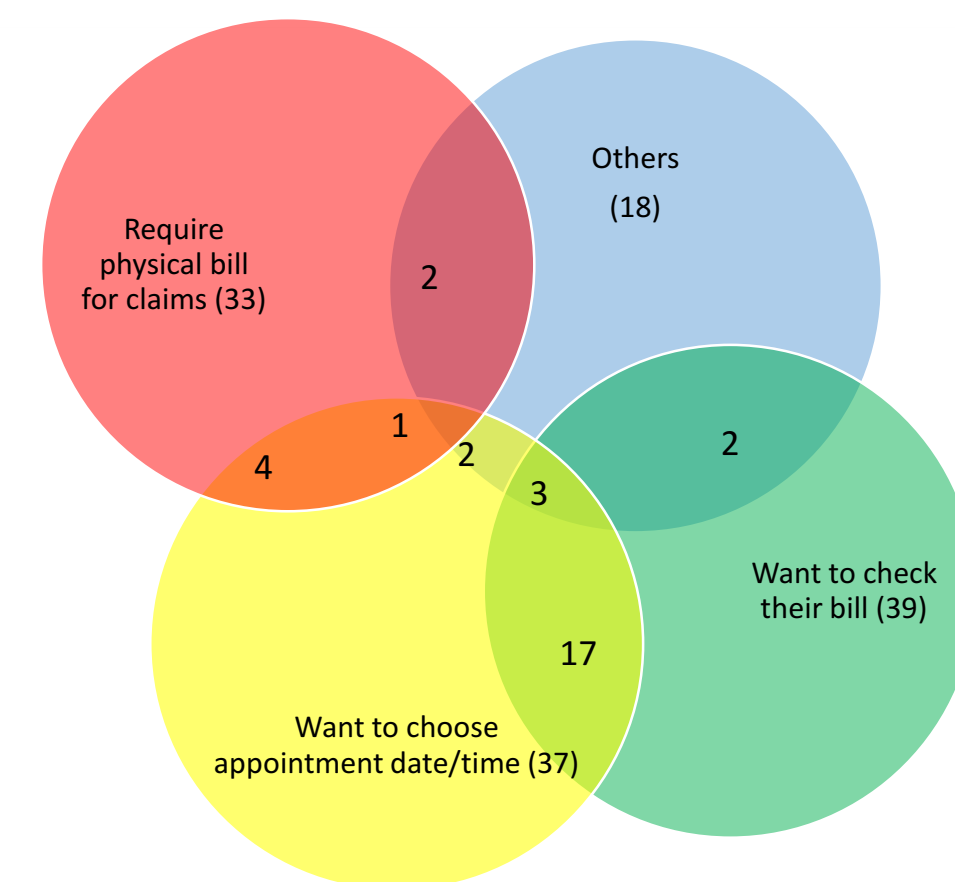 Others
(18)
Require
physical bill
for claims (33)
2
1
2
4
3
2
Want to check
their bill (39)
17
Want to choose
appointment date/time (37)